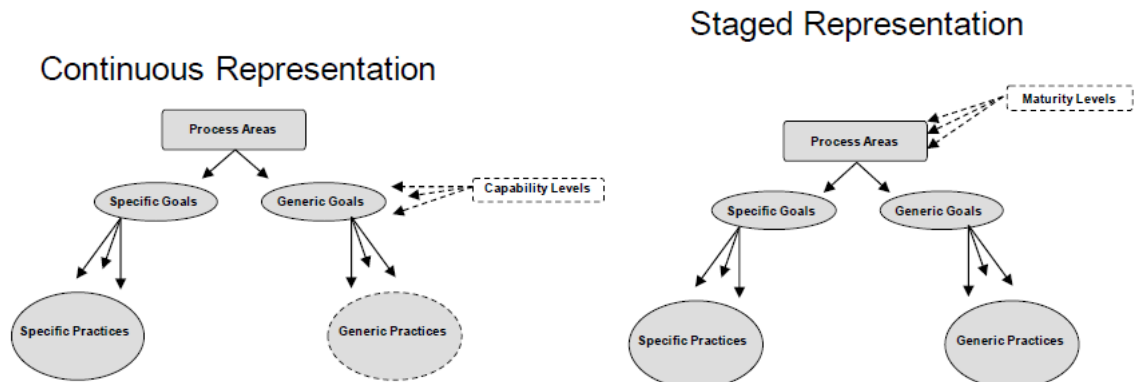 Continuous Representation
Process Areas
Specific Goals
Generic Goals
Capability Levels
Specific Practices
Generic Practices
Staged Representation
Maturity Levels
Process Areas
Specific Goals
Generic Goals
Specific Practices
Generic Practices